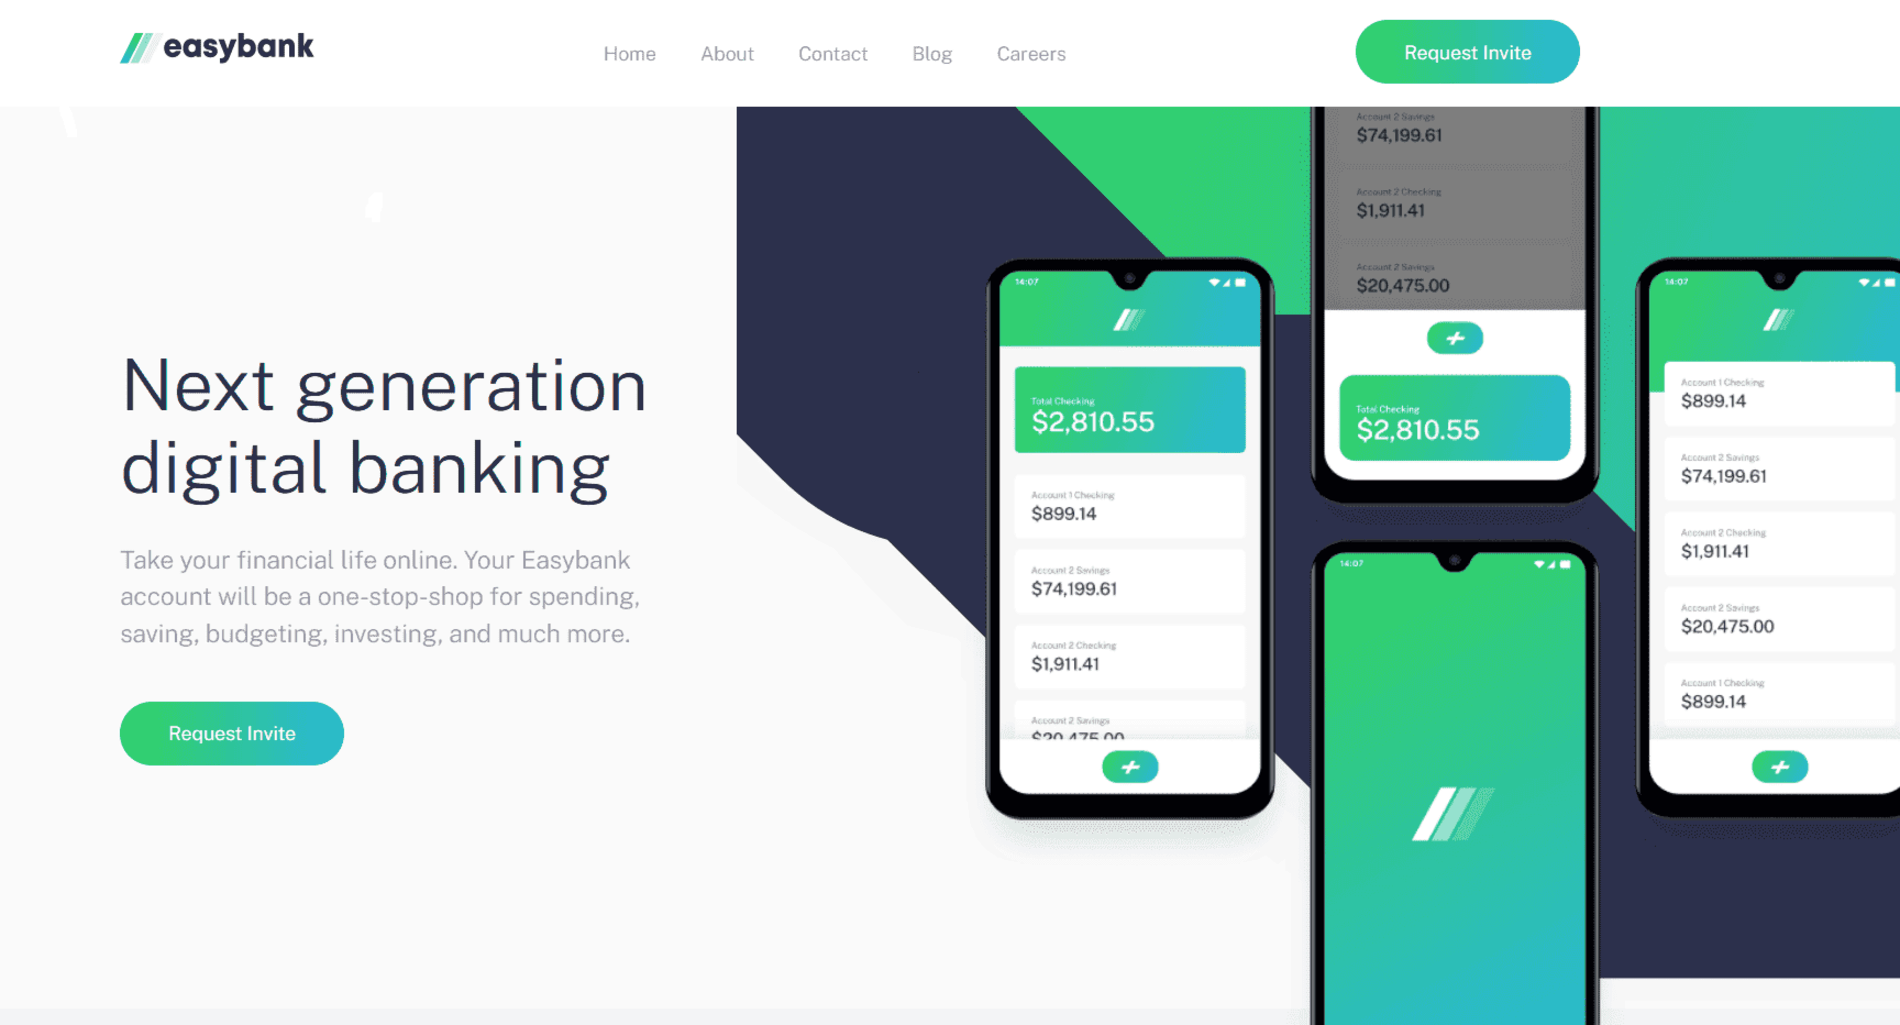 easybank
Home
About
Contact
Blog
Careers
Request Invite
Next generation
digital banking
Take your financial life online. Your Easybank
account will be a one-stop-shop for spending,
saving, budgeting, investing, and much more.
Request Invite
14:07
Total Checking
$2,810.55
Account 1 Checking
$899.14
Account 2 Savings
$74,199.61
Account 2 Checking
$1,911.41
Account 2 Savings
$20,475.00
Account 2 Savings
$74,199.61
Account 2 Checking
$1,911.41
Account 2 Savings
$20,475.00
Total Checking
$2,810.55
14:07
14:07
Account 1 Checking
$899.14
Account 2 Savings
$74,199.61
Account 2 Checking
$1,911.41
Account 2 Savings
$20,475.00
Account 1 Checking
$899.14